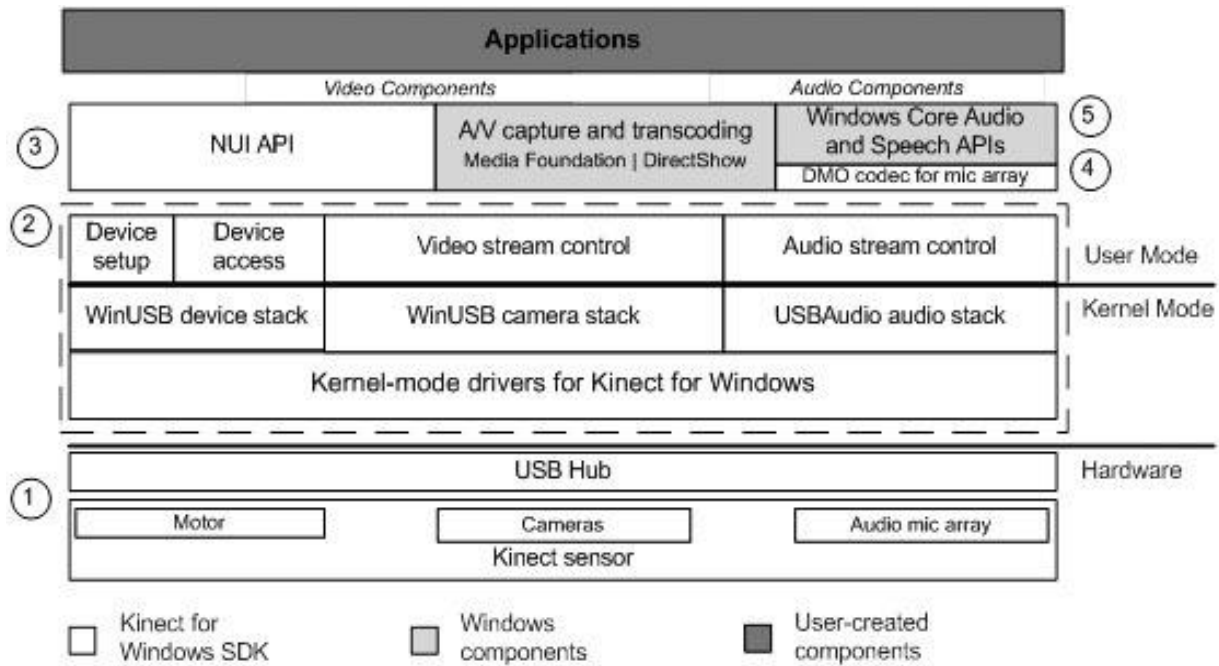 Applications
Video Components
Audio Components
3
NUI API
A/V capture and transcoding
Media Foundation | DirectShow
Windows Core Audio
and Speech APIs
5
DMO codec for mic array
4
2
Device
setup
Device
access
Video stream control
Audio stream control
User Mode
WinUSB device stack
WinUSB camera stack
USBAudio audio stack
Kernel Mode
Kernel-mode drivers for Kinect for Windows
USB Hub
Hardware
1
Motor
Cameras
Audio mic array
Kinect sensor
Kinect for
Windows SDK
Windows
components
User-created
components